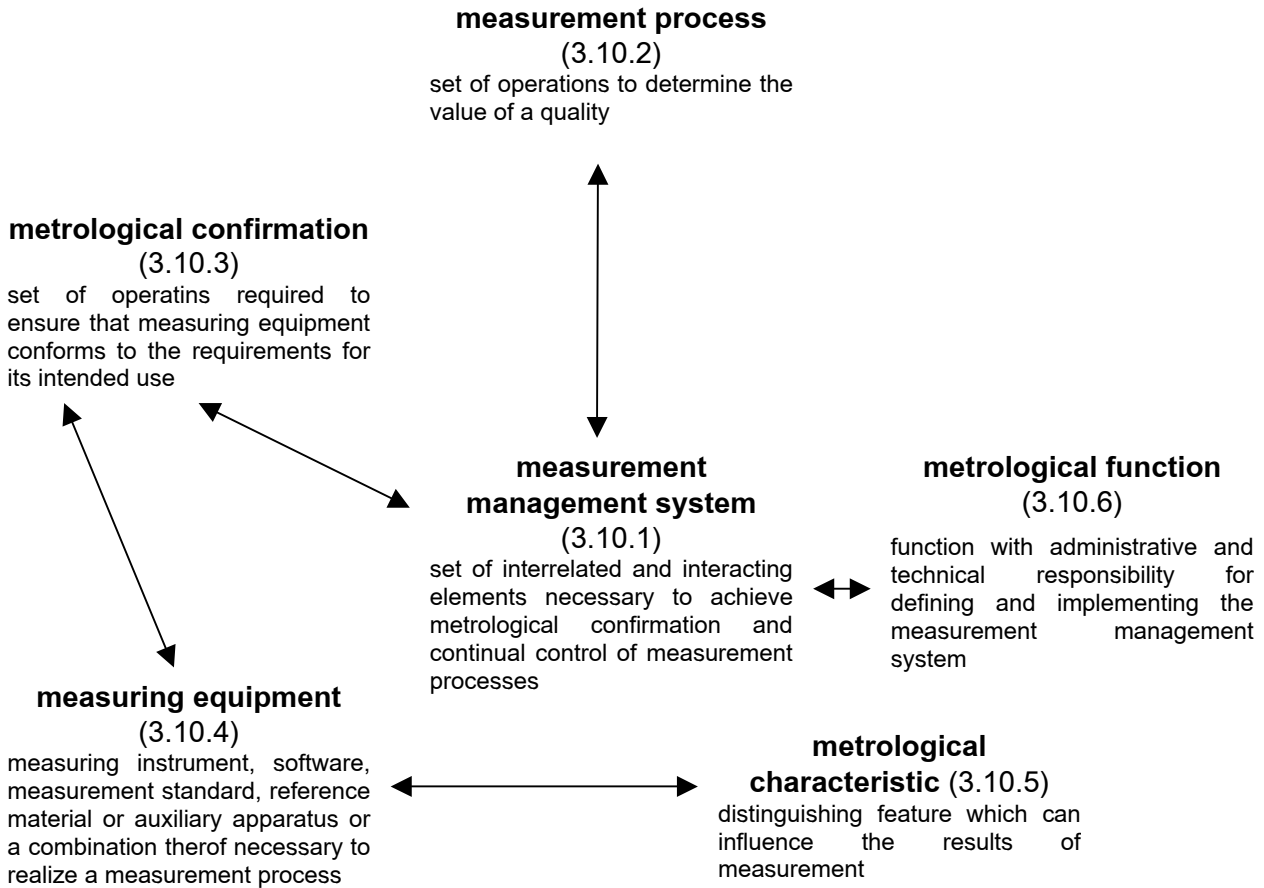 measurement process
(3.10.2)
set of operations to determine the
value of a quality
metrological confirmation
(3.10.3)
set of operatins required to
ensure that measuring equipment
conforms to the requirements for
its intended use
measurement
management system
(3.10.1)
set of interrelated and interacting
elements necessary to achieve
metrological confirmation and
continual control of measurement
processes
metrological function
(3.10.6)
function with administrative and
technical responsibility for
defining and implementing the
measurement management
system
measuring equipment
(3.10.4)
measuring instrument, software,
measurement standard, reference
material or auxiliary apparatus or
a combination therof necessary to
realize a measurement process
metrological
characteristic (3.10.5)
distinguishing feature which can
influence the results of
measurement